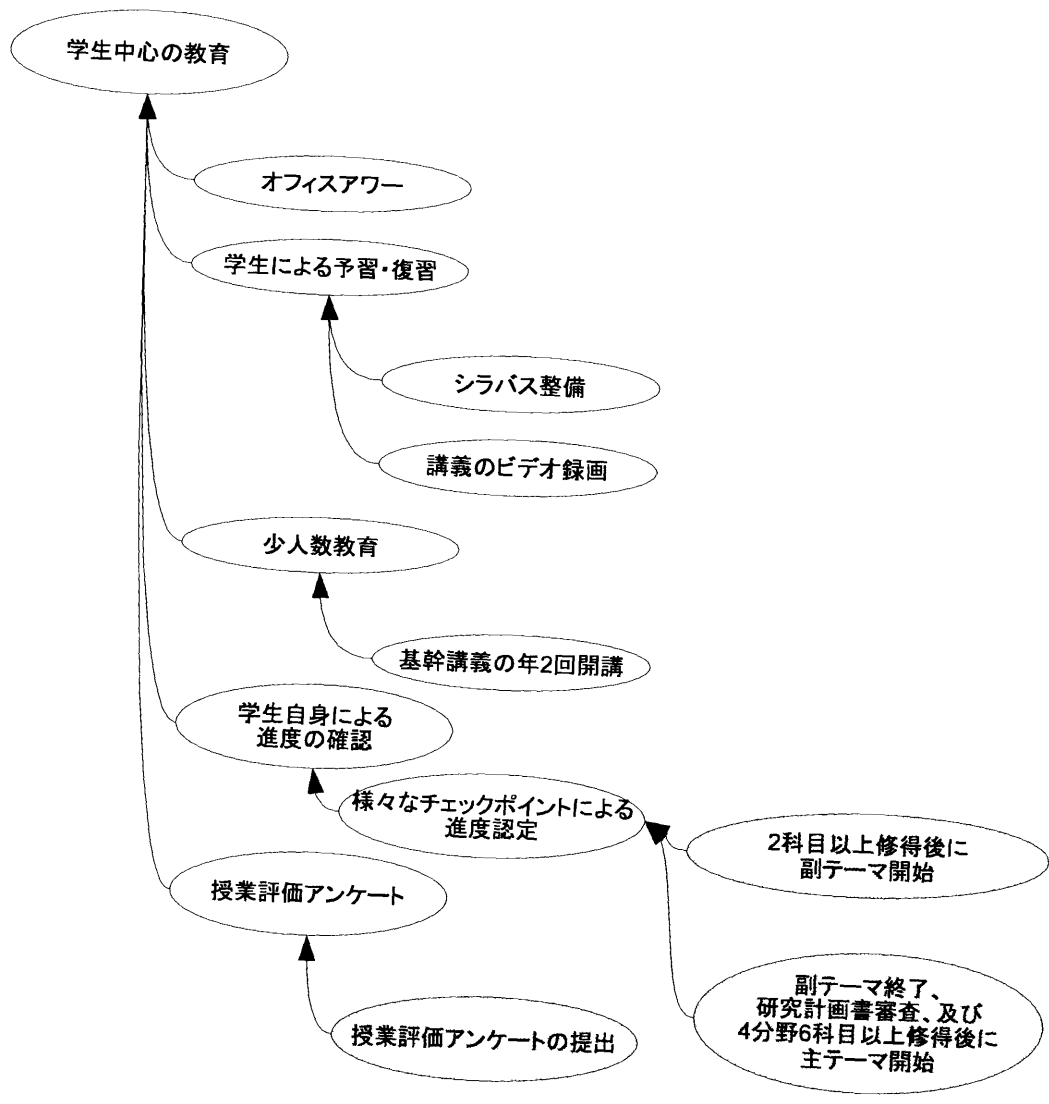 学生中心の教育
オフィスアワー
学生による予習・復習
シラバス整備
講義のビデオ録画
少人数教育
基幹講義の年2回開講
学生自身による
進度の確認
様々なチェックポイントによる
進度認定
2科目以上修得後に
副テーマ開始
授業評価アンケート
副テーマ終了、
研究計画書審査、及び
4分野6科目以上修得後に
主テーマ開始
授業評価アンケートの提出